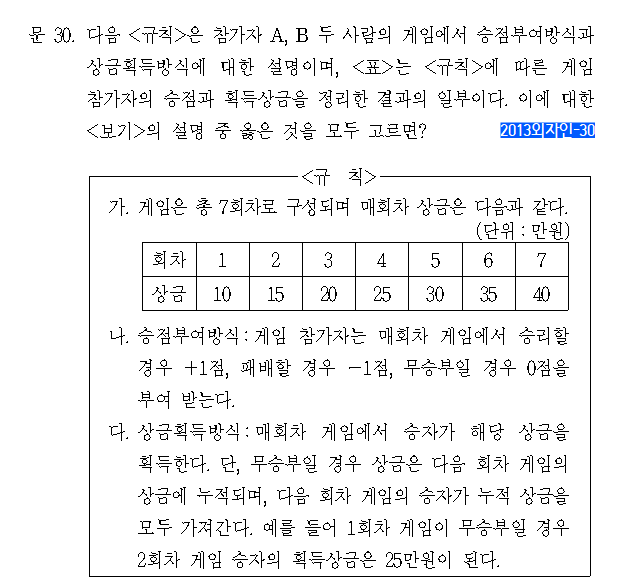 문 30. 다음 <규칙>은 참가자 A, B 두 사람의 게임에서 승점부여방식과
상금획득방식에 대한 설명이며, <표>는 <규칙>에 따른 게임
참가자의 승점과 획득상금을 정리한 결과의 일부이다. 이에 대한
<보기>의 설명 중 옳은 것을 모두 고르면? 2013외자인-30
<규 칙>
가. 게임은 총 7회차로 구성되며 매회차 상금은 다음과 같다.
(단위 : 만원)
회차 1 2 3 4 5 6 7
상금 10 15 20 25 30 35 40
나. 승점부여방식 : 게임 참가자는 매회차 게임에서 승리할
경우 +1점, 패배할 경우 -1점, 무승부일 경우 0점을
부여 받는다.
다. 상금획득방식 : 매회차 게임에서 승자가 해당 상금을
획득한다. 단, 무승부일 경우 상금은 다음 회차 게임의
상금에 누적되며, 다음 회차 게임의 승자가 누적 상금을
모두 가져간다. 예를 들어 1회차 게임이 무승부일 경우
2회차 게임 승자의 획득상금은 25만원이 된다.